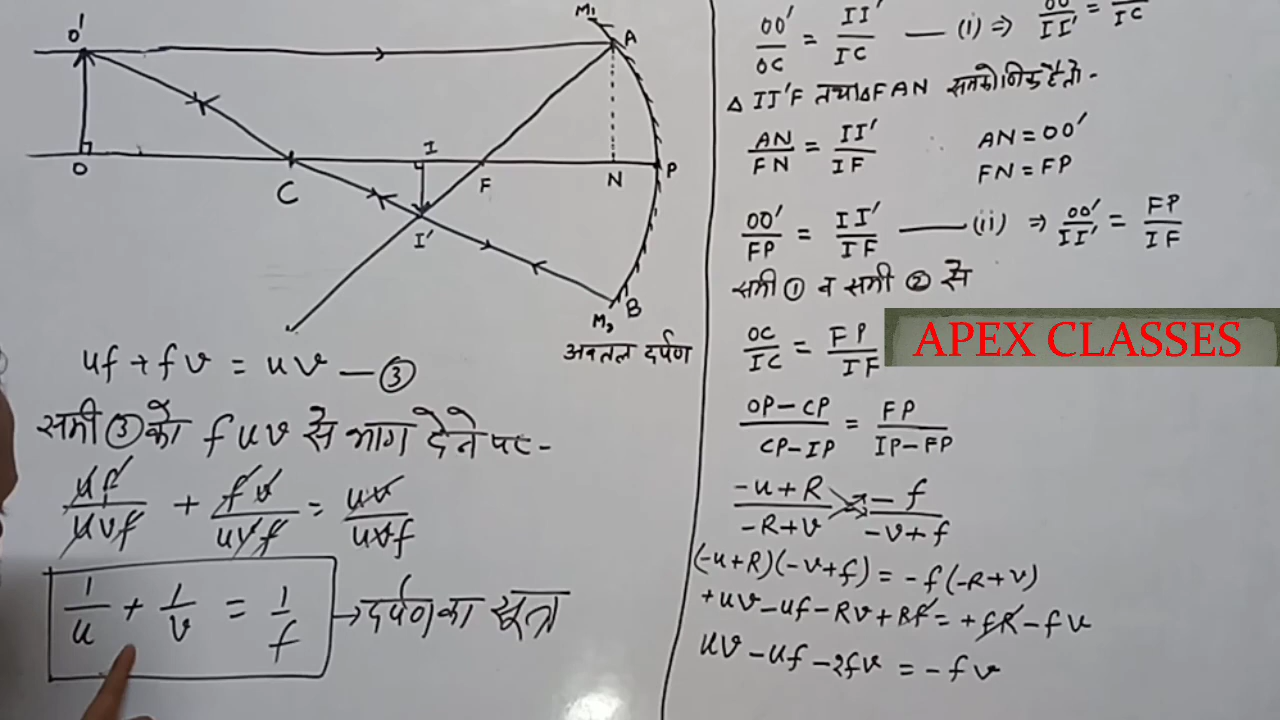 O'
M₁
A
O
C
I
F
N
P
I'
M₂
B
अवतल दर्पण
uf + fv = uv — ③
समी ③ को fuv से भाग देने पर -
uf/uvf + fv/uvf = uv/uvf
1/u + 1/v = 1/f → दर्पण का सूत्र
OO'/OC = II'/IC — (i) ⇒ OO'/II' = /IC
△ II'F तथा △FAN समकोनिक है तो -
AN/FN = II'/IF
AN = OO'
FN = FP
OO'/FP = II'/IF — (ii) ⇒ OO'/II' = FP/IF
समी ① व समी ② से
OC/IC = FP/IF
APEX CLASSES
OP-CP/CP-IP = FP/IP-FP
-u+R/-R+v = -f/-v+f
(-u+R)(-v+f) = -f(-R+v)
+uv-uf-Rv+Rf = +fR-fv
uv-uf-2fv = -fv